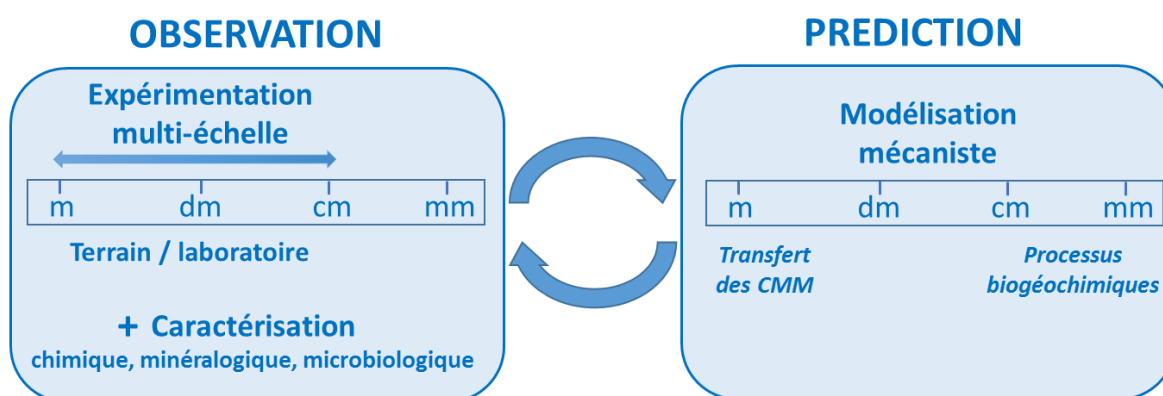 OBSERVATION
Expérimentation
multi-échelle
m dm cm mm
Terrain / laboratoire
+ Caractérisation
chimique, minéralogique, microbiologique
PREDICTION
Modélisation
mécaniste
m dm cm mm
Transfert
des CMM
Processus
biogéochimiques